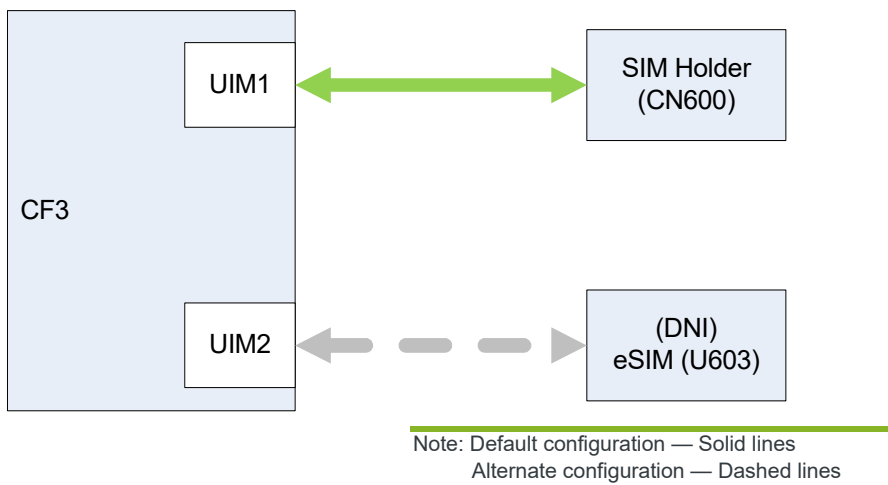 UIM1
SIM Holder
(CN600)
CF3
UIM2
(DNI)
eSIM (U603)
Note: Default configuration — Solid lines
Alternate configuration — Dashed lines